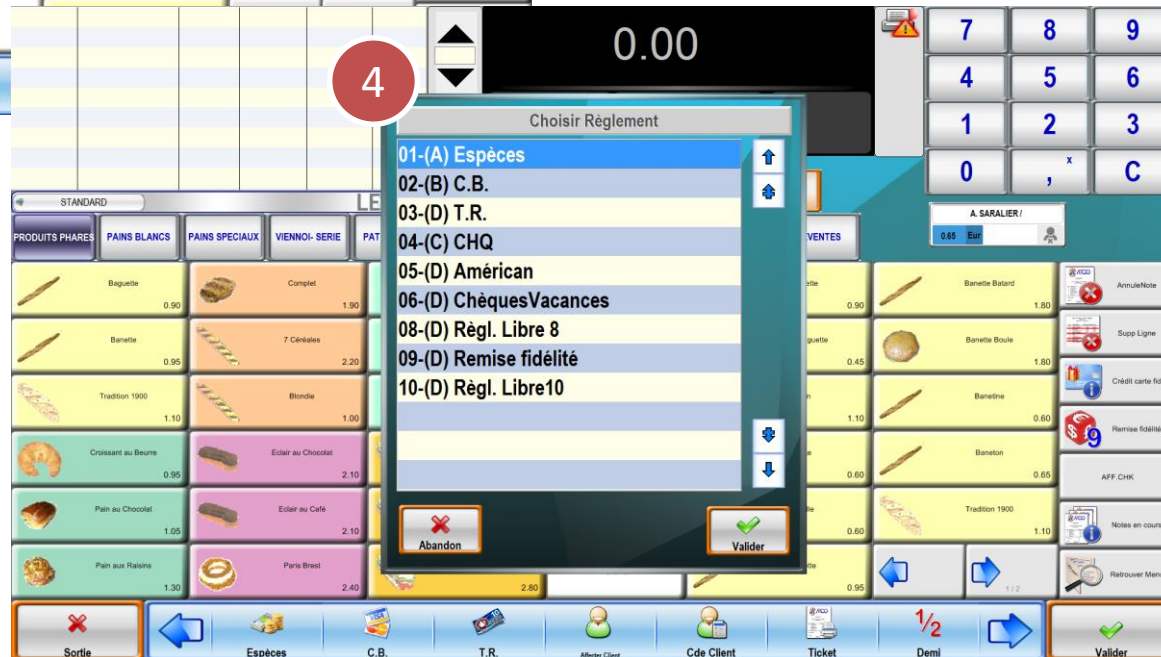 4
0.00
7 8 9
4 5 6
1 2 3
0 , x C
STANDARD
LE
A. SARALIER /
0.65 Eur
PRODUITS PHARES
PAINS BLANCS
PAINS SPECIAUX
VIENNOI- SERIE
PAT
VENTES
Choisir Règlement
01-(A) Espèces
02-(B) C.B.
03-(D) T.R.
04-(C) CHQ
05-(D) Américan
06-(D) ChèquesVacances
08-(D) Règl. Libre 8
09-(D) Remise fidélité
10-(D) Règl. Libre10
Abandon
Valider
Baguette
0.90
Complet
1.90
0.90
Banette Batard
1.80
AnnuleNote
Banette
0.95
7 Céréales
2.20
0.45
Banette Boule
1.80
Supp Ligne
Tradition 1900
1.10
Blondie
1.00
1.10
Banetine
0.60
Crédit carte fid
Croissant au Beurre
0.95
Eclair au Chocolat
2.10
0.60
Baneton
0.65
9
Remise fidélité
AFF.CHK
Pain au Chocolat
1.05
Eclair au Café
2.10
0.60
Tradition 1900
1.10
Notes en cours
Pain aux Raisins
1.30
Paris Brest
2.40
2.80
0.95
1/2
Retrouver Menu
Sortie
Espèces
C.B.
T.R.
Affecter Client
Cde Client
Ticket
1/2
Demi
Valider